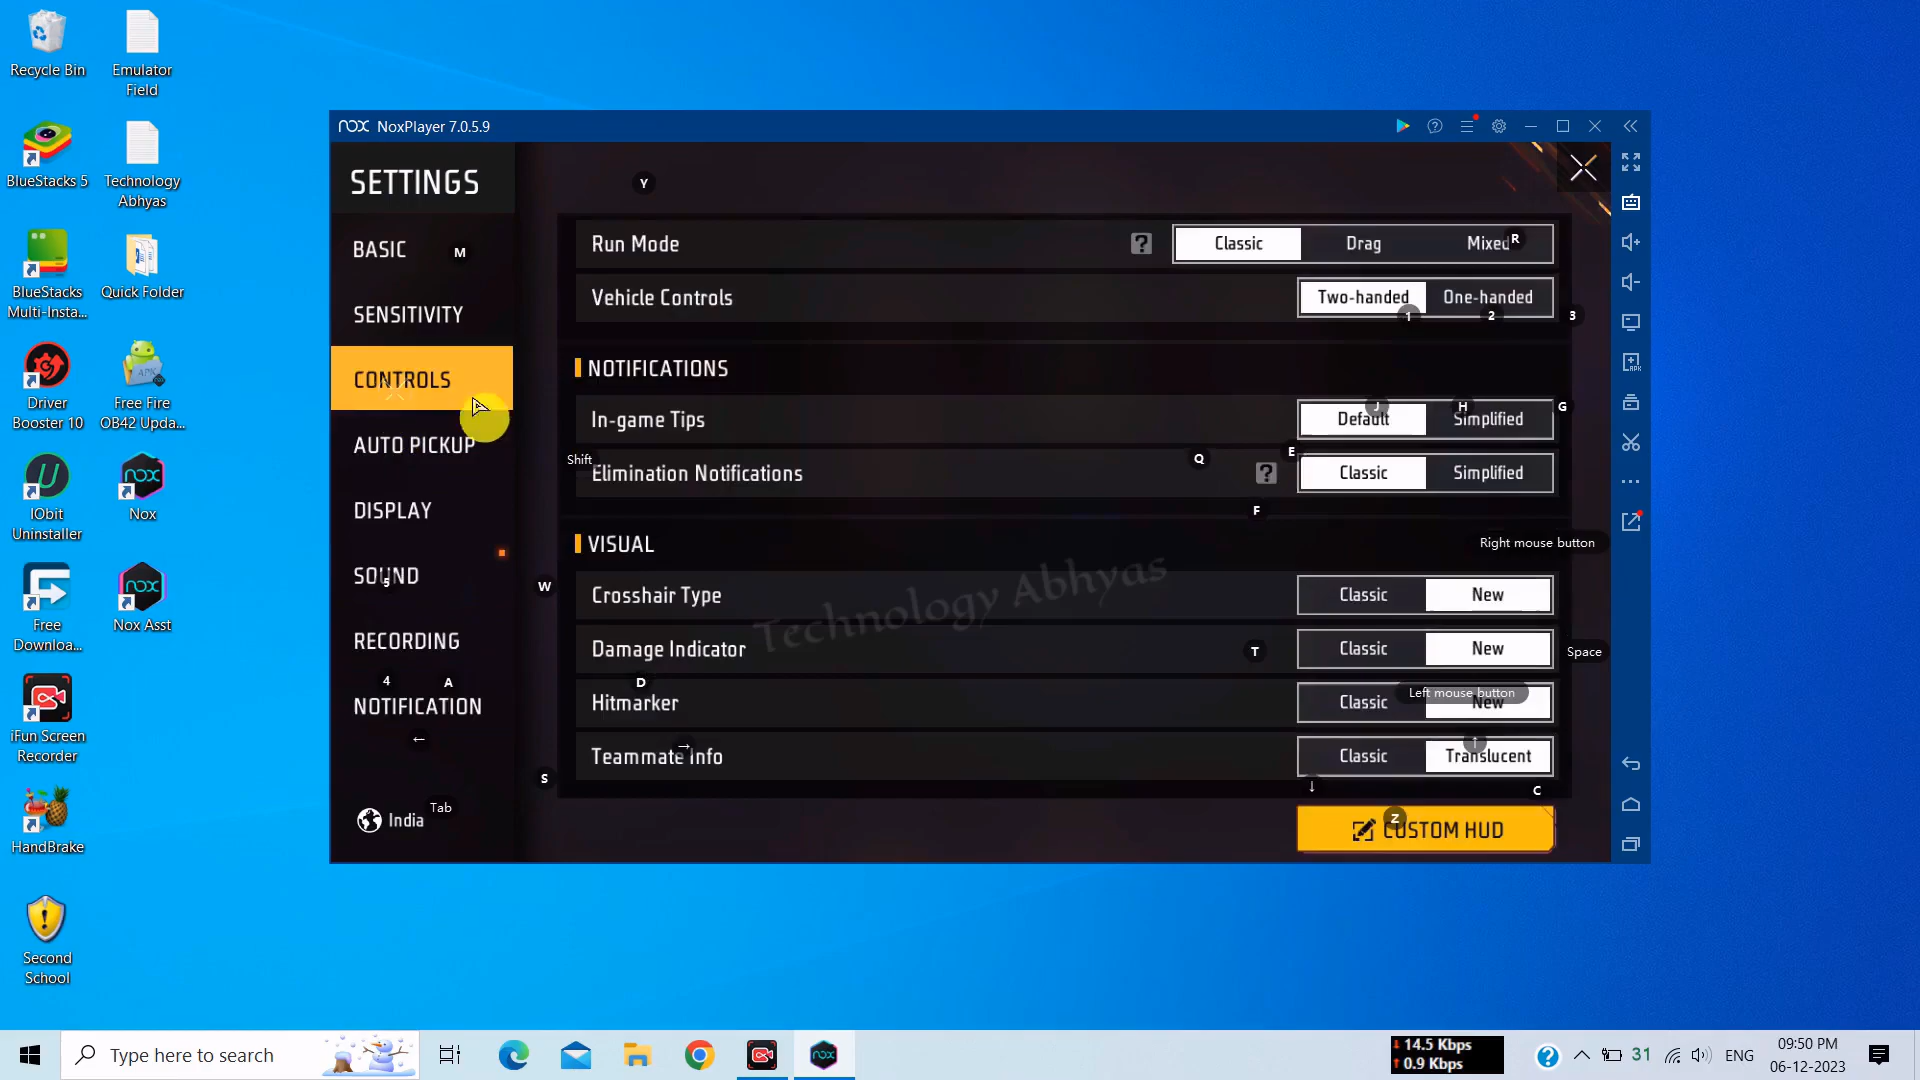 Recycle Bin
Emulator
Field
BlueStacks 5
Technology
Abhyas
BlueStacks
Multi-Insta...
Quick Folder
Driver
Booster 10
Free Fire
OB42 Upda...
IObit
Uninstaller
Nox
Free
Downloa...
Nox Asst
iFun Screen
Recorder
HandBrake
Second
School
nox NoxPlayer 7.0.5.9
SETTINGS
Y
BASIC
M
SENSITIVITY
CONTROLS
AUTO PICKUP
DISPLAY
SOUND
5
RECORDING
4
A
NOTIFICATION
←
India
Tab
Run Mode
?
Classic
Drag
Mixed
R
Vehicle Controls
Two-handed
One-handed
1
2
3
NOTIFICATIONS
In-game Tips
Default
J
Simplified
H
G
Shift
Elimination Notifications
Q
?
E
Classic
Simplified
F
VISUAL
Right mouse button
W
Crosshair Type
Classic
New
Technology Abhyas
Damage Indicator
T
Classic
New
Space
D
Hitmarker
Classic
New
Left mouse button
→
Teammate Info
Classic
Translucent
↑
S
↓
C
Z
CUSTOM HUD
APK
Type here to search
nox
↓ 14.5 Kbps
↑ 0.9 Kbps
?
31
ENG
09:50 PM
06-12-2023